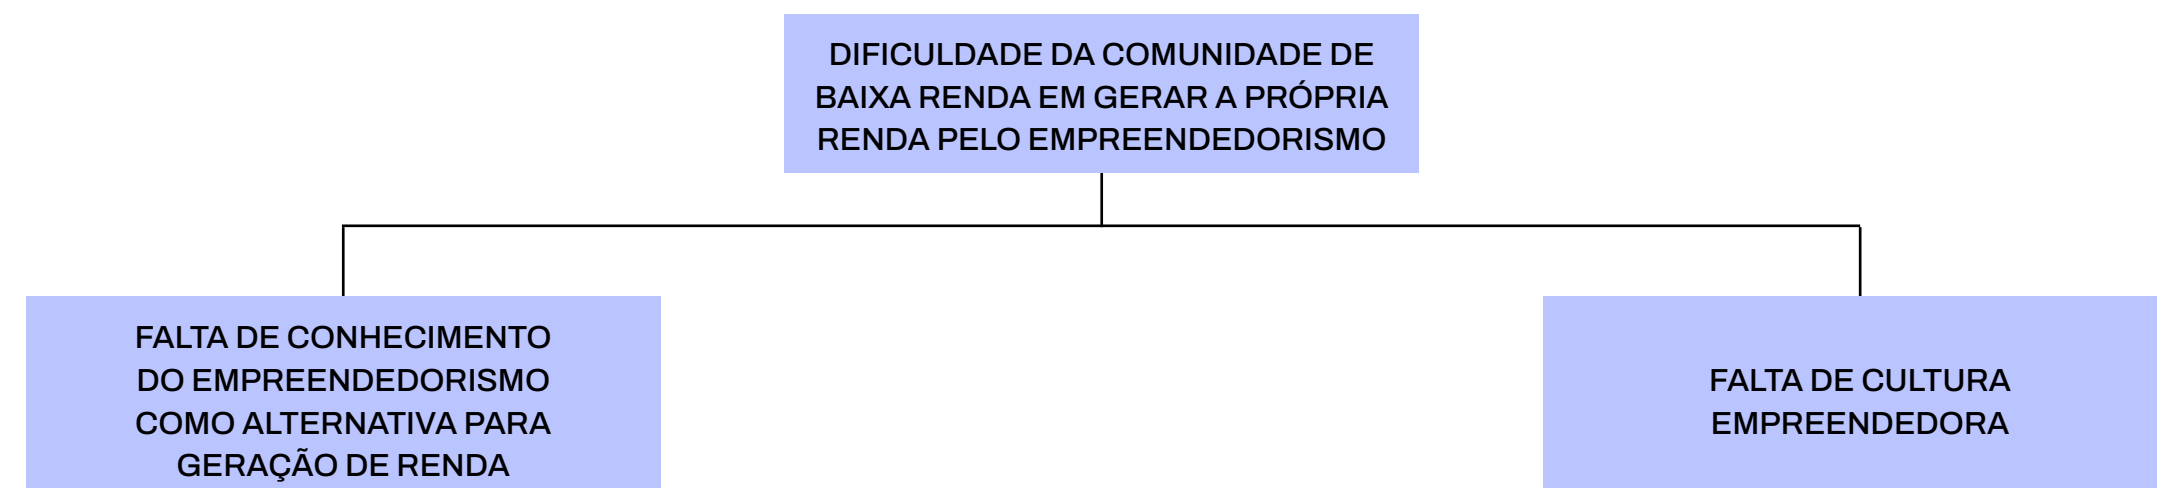 DIFICULDADE DA COMUNIDADE DE
BAIXA RENDA EM GERAR A PRÓPRIA
RENDA PELO EMPREENDEDORISMO
FALTA DE CONHECIMENTO
DO EMPREENDEDORISMO
COMO ALTERNATIVA PARA
GERAÇÃO DE RENDA
FALTA DE CULTURA
EMPREENDEDORA